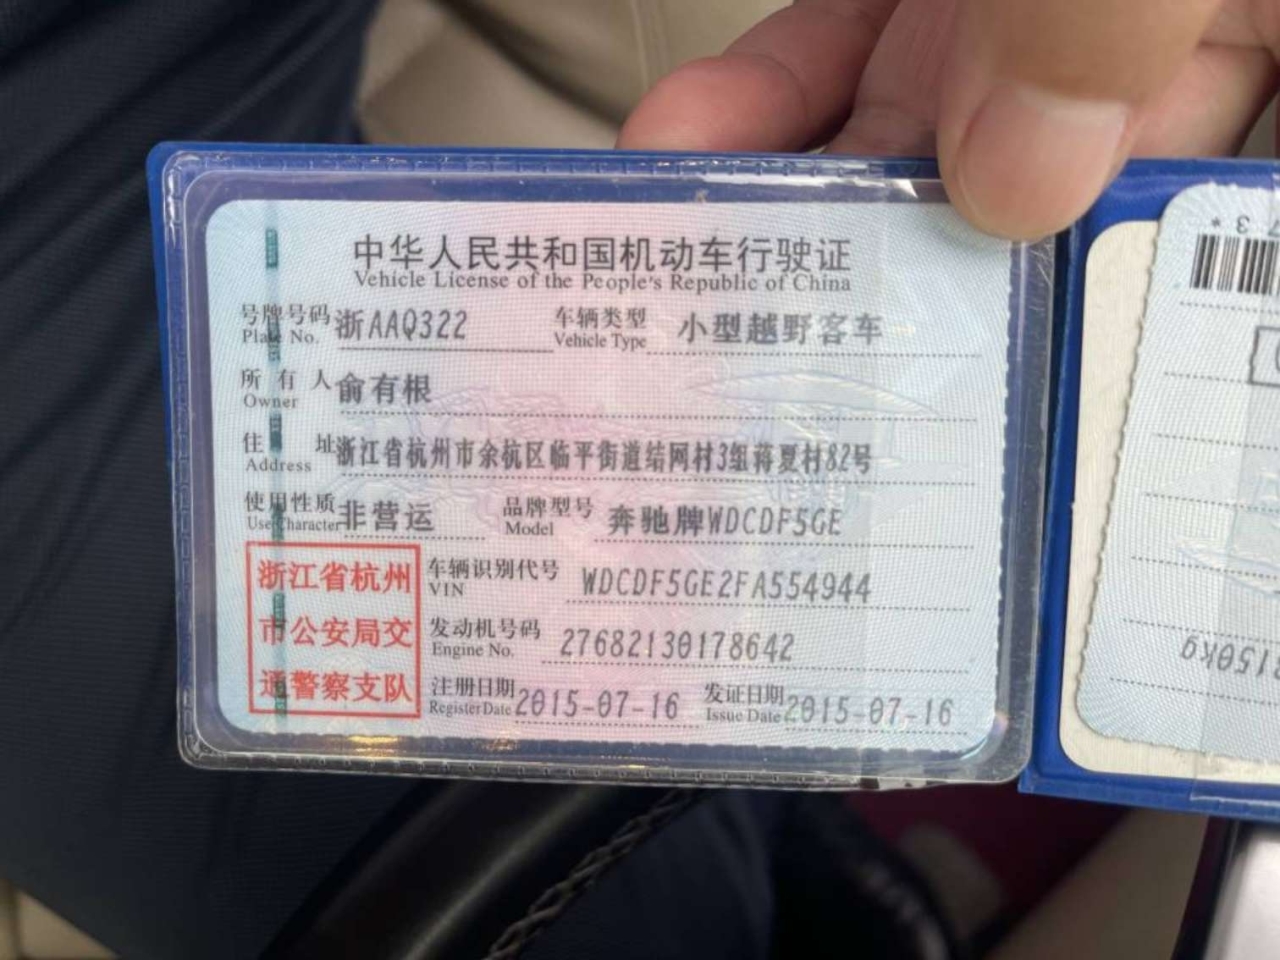 中华人民共和国机动车行驶证
Vehicle License of the People's Republic of China
号牌号码 浙AAQ322 车辆类型 小型越野客车
Plate No. Vehicle Type
所有人 俞有根
Owner
住址 浙江省杭州市余杭区临平街道结网村3组蒋夏村82号
Address
使用性质 非营运 品牌型号 奔驰牌WDCDF5GE
Use Character Model
浙江省杭州
市公安局交
通警察支队
车辆识别代号 WDCDF5GE2FA554944
VIN
发动机号码 27682130178642
Engine No.
注册日期 2015-07-16 发证日期 2015-07-16
Register Date Issue Date
150kg